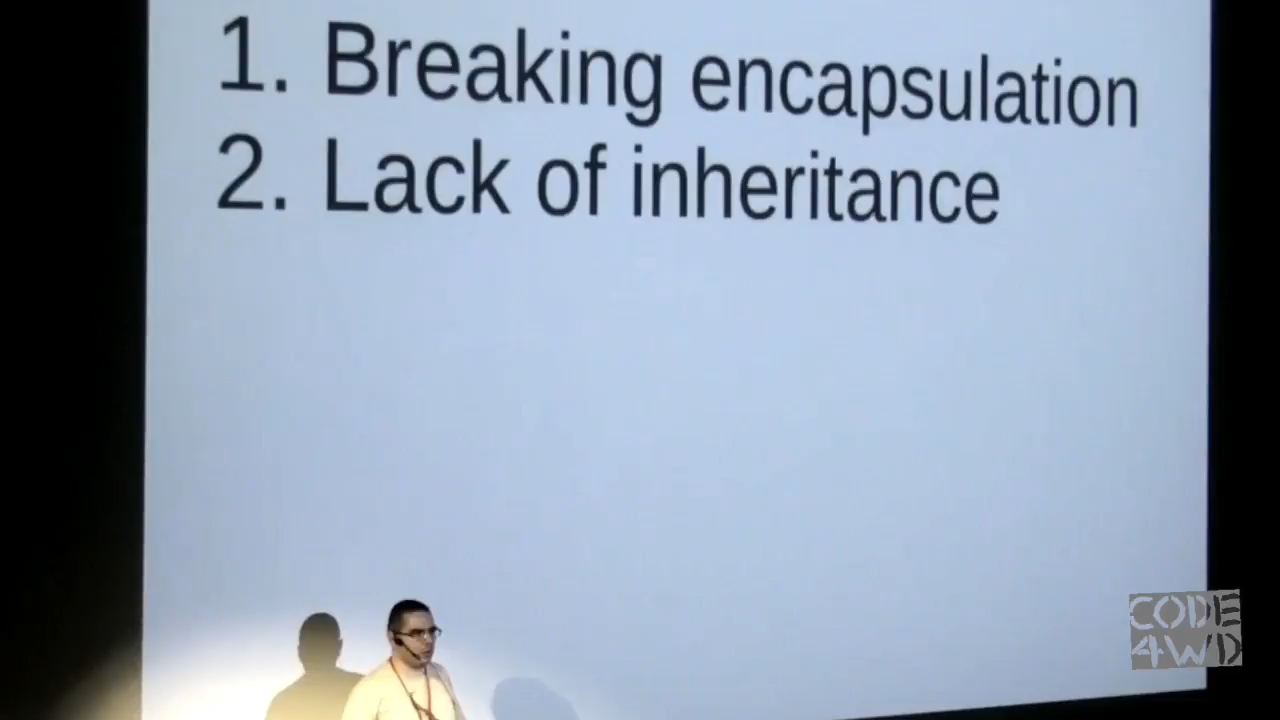 1. Breaking encapsulation
2. Lack of inheritance
CODE
4WD